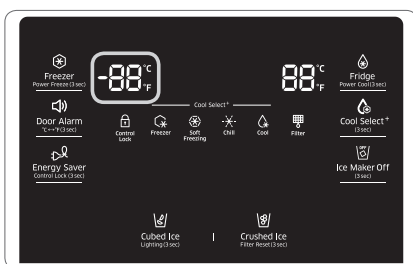 -88 °C °F
88 °C °F
Freezer
Power Freeze (3 sec)
Fridge
Power Cool (3 sec)
Cool Select+
Door Alarm
°C↔°F (3 sec)
Control Lock
Freezer
Soft Freezing
Chill
Cool
Filter
Cool Select+
(3 sec)
Energy Saver
Control Lock (3 sec)
OFF
Ice Maker Off
(3 sec)
Cubed Ice
Lighting (3 sec)
Crushed Ice
Filter Reset (3 sec)